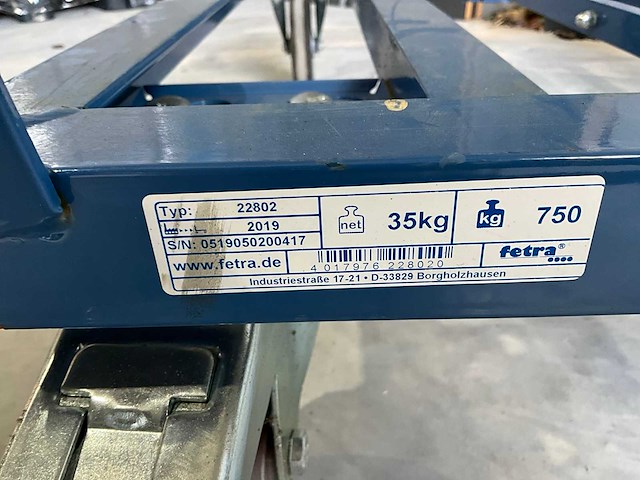 Typ: 22802
2019
S/N: 0519050200417
www.fetra.de
net 35kg
kg 750
4 017976 228020
fetra®
Industriestraße 17-21 • D-33829 Borgholzhausen